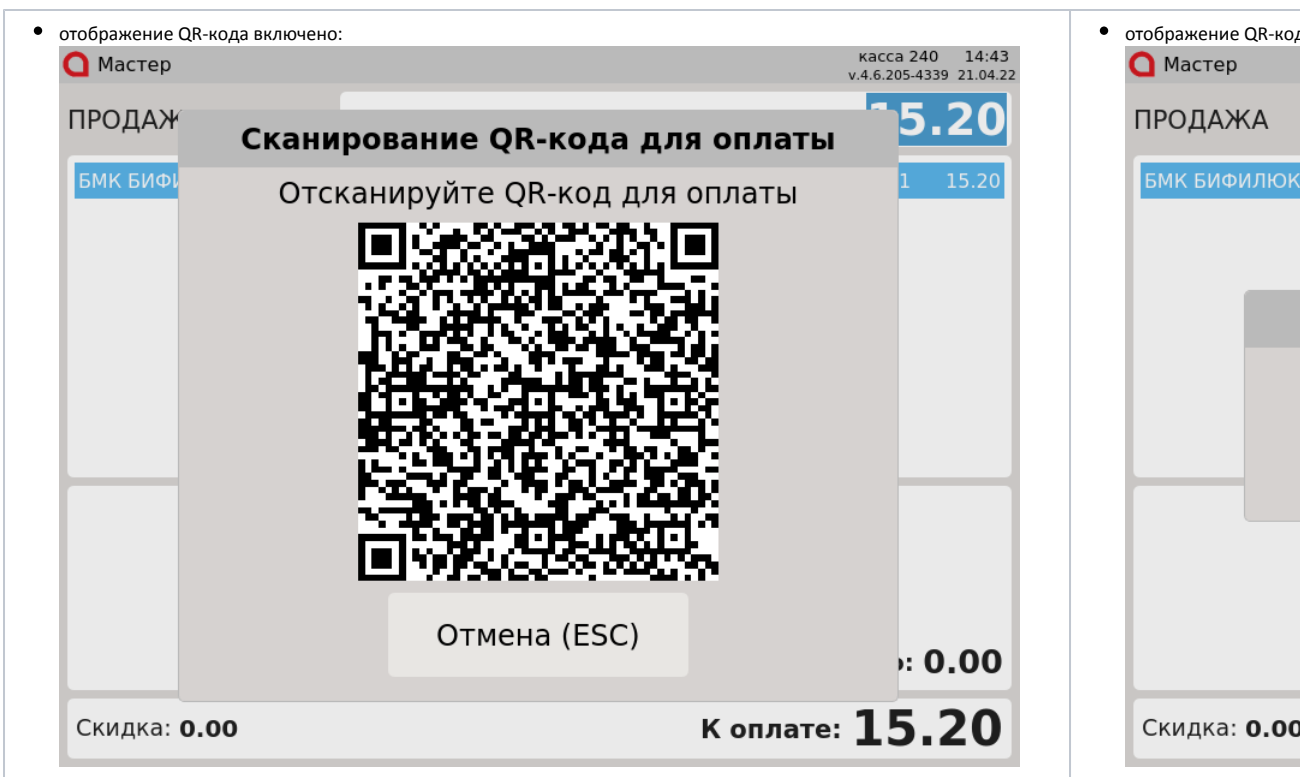 отображение QR-кода включено:
Мастер
касса 240 14:43
v.4.6.205-4339 21.04.22
ПРОДАЖ 5.20
Сканирование QR-кода для оплаты
БМК БИФИ 1 15.20
Отсканируйте QR-код для оплаты
Отмена (ESC)
: 0.00
Скидка: 0.00 К оплате: 15.20
отображение QR-код
Мастер
ПРОДАЖА
БМК БИФИЛЮК
Скидка: 0.00